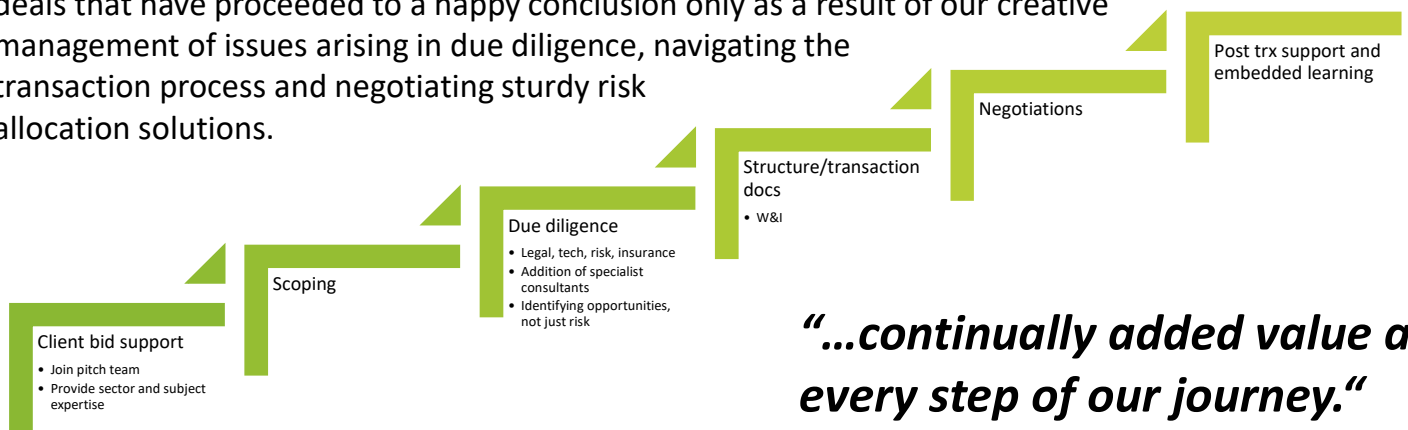 deals that have proceeded to a happy conclusion only as a result of our creative
management of issues arising in due diligence, navigating the
transaction process and negotiating sturdy risk
allocation solutions.
Client bid support
• Join pitch team
• Provide sector and subject
expertise
Scoping
Due diligence
• Legal, tech, risk, insurance
• Addition of specialist
consultants
• Identifying opportunities,
not just risk
Structure/transaction
docs
• W&I
Negotiations
Post trx support and
embedded learning
“…continually added value
every step of our journey.“